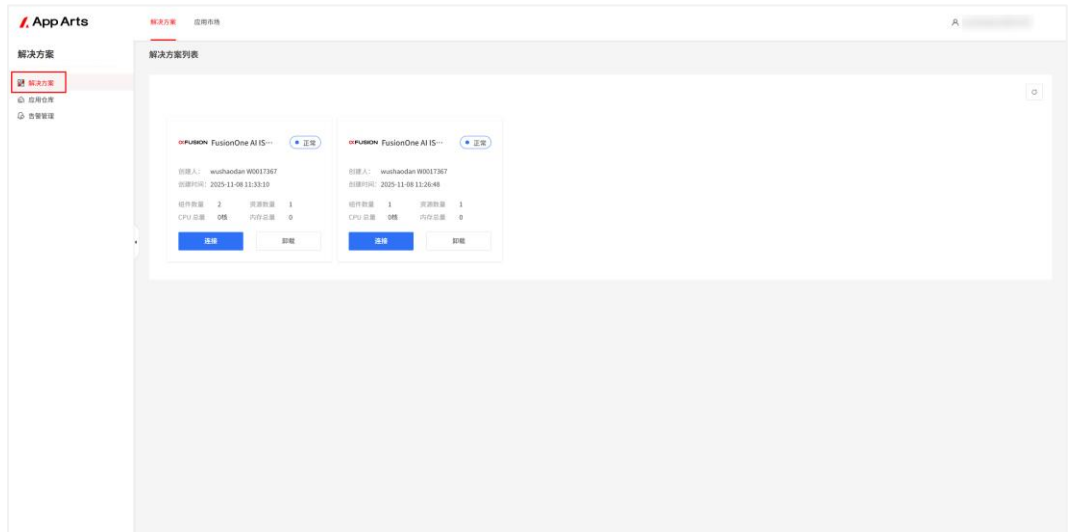 App Arts
解决方案
应用市场
解决方案
解决方案列表
解决方案
应用仓库
告警管理
FUSION FusionOne AI IS···
正常
创建人： wushaodan W0017367
创建时间： 2025-11-08 11:33:10
组件数量 2 资源数量 1
CPU 总量 0核 内存总量 0
连接
卸载
FUSION FusionOne AI IS···
正常
创建人： wushaodan W0017367
创建时间： 2025-11-08 11:26:48
组件数量 1 资源数量 1
CPU 总量 0核 内存总量 0
连接
卸载